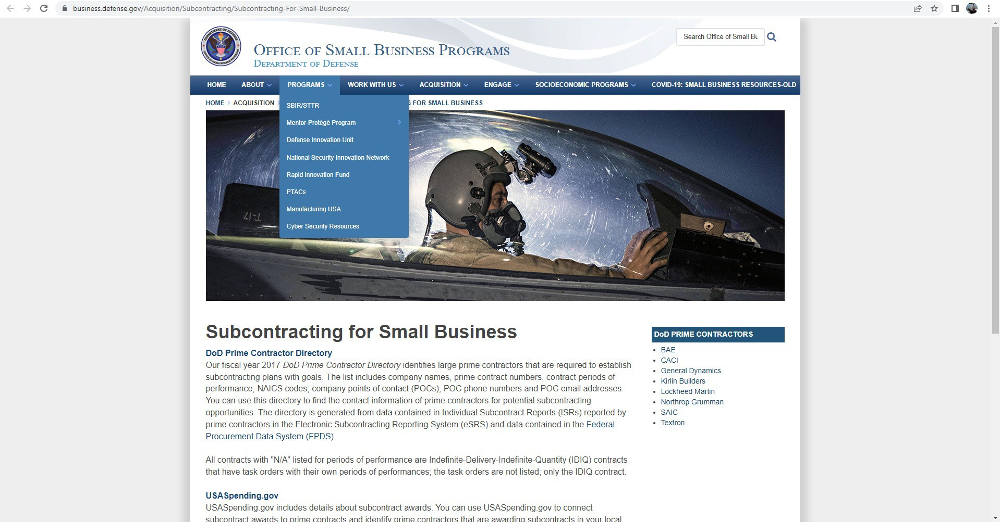 business.defense.gov/Acquisition/Subcontracting/Subcontracting-For-Small-Business/
OFFICE OF SMALL BUSINESS PROGRAMS
DEPARTMENT OF DEFENSE
Search Office of Small Bu
HOME ABOUT PROGRAMS WORK WITH US ACQUISITION ENGAGE SOCIOECONOMIC PROGRAMS COVID-19: SMALL BUSINESS RESOURCES-OLD
HOME > ACQUISITION > G FOR SMALL BUSINESS
SBIR/STTR
Mentor-Protégé Program
Defense Innovation Unit
National Security Innovation Network
Rapid Innovation Fund
PTACs
Manufacturing USA
Cyber Security Resources
Subcontracting for Small Business
DoD Prime Contractor Directory
Our fiscal year 2017 DoD Prime Contractor Directory identifies large prime contractors that are required to establish
subcontracting plans with goals. The list includes company names, prime contract numbers, contract periods of
performance, NAICS codes, company points of contact (POCs), POC phone numbers and POC email addresses.
You can use this directory to find the contact information of prime contractors for potential subcontracting
opportunities. The directory is generated from data contained in Individual Subcontract Reports (ISRs) reported by
prime contractors in the Electronic Subcontracting Reporting System (eSRS) and data contained in the Federal
Procurement Data System (FPDS).
All contracts with "N/A" listed for periods of performance are Indefinite-Delivery-Indefinite-Quantity (IDIQ) contracts
that have task orders with their own periods of performances; the task orders are not listed; only the IDIQ contract.
USASpending.gov
USASpending.gov includes details about subcontract awards. You can use USASpending.gov to connect
subcontract awards to prime contracts and identify prime contractors that are awarding subcontracts in your local
DoD PRIME CONTRACTORS
• BAE
• CACI
• General Dynamics
• Kirlin Builders
• Lockheed Martin
• Northrop Grumman
• SAIC
• Textron